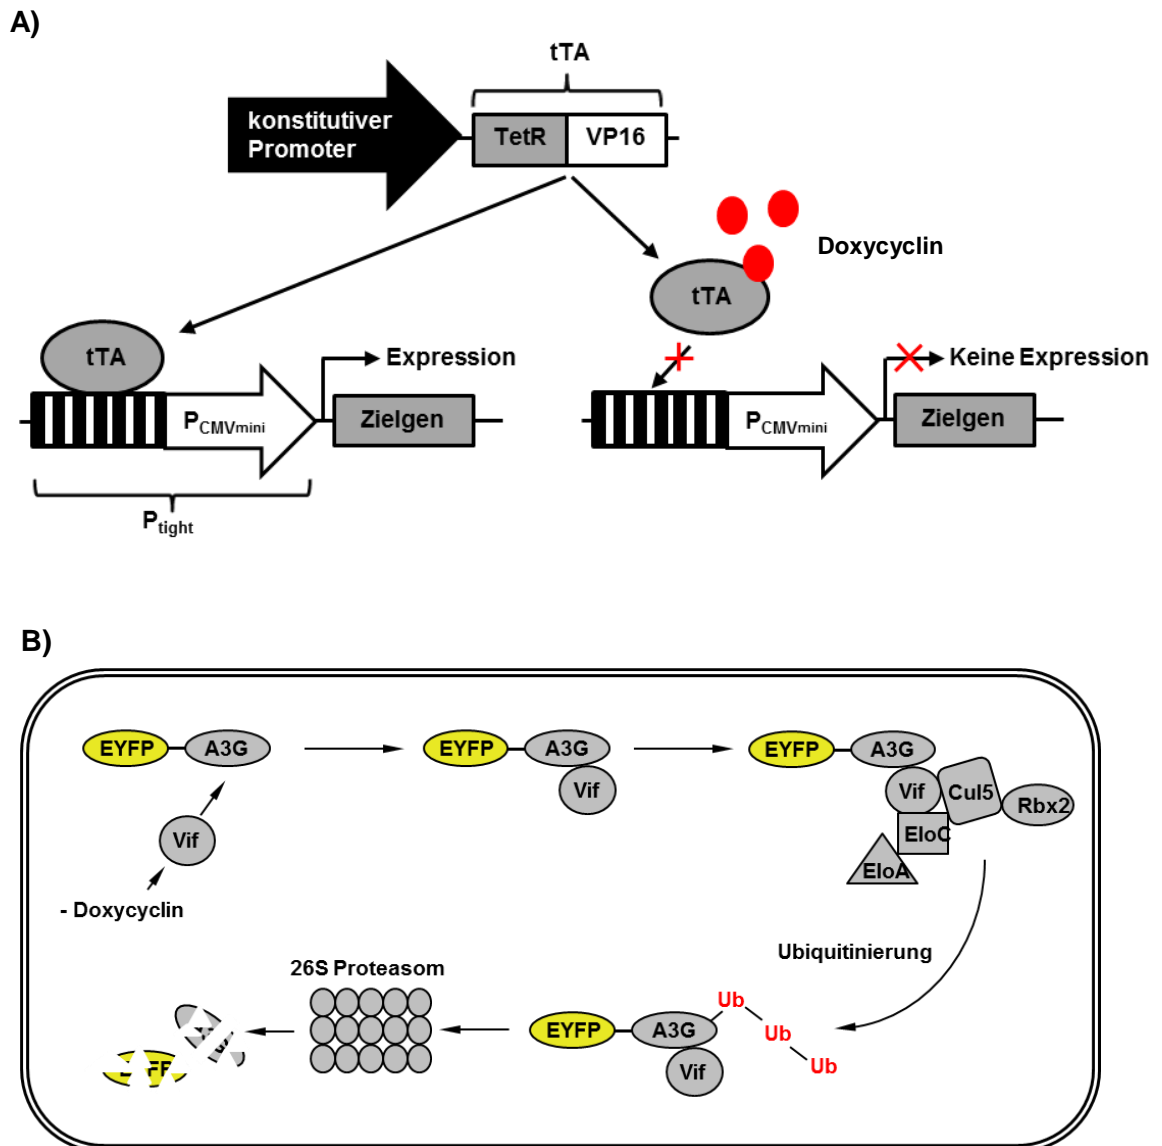 A)
tTA
konstitutiver
Promoter
TetR
VP16
Doxycyclin
tTA
tTA
Expression
Keine Expression
PCMVmini
Zielgen
PCMVmini
Zielgen
Ptight
B)
EYFP
A3G
EYFP
A3G
EYFP
A3G
Vif
Vif
Cul5
Rbx2
Vif
EloC
EloA
- Doxycyclin
Ubiquitinierung
26S Proteasom
EYFP
A3G
Ub
Ub
Ub
Vif